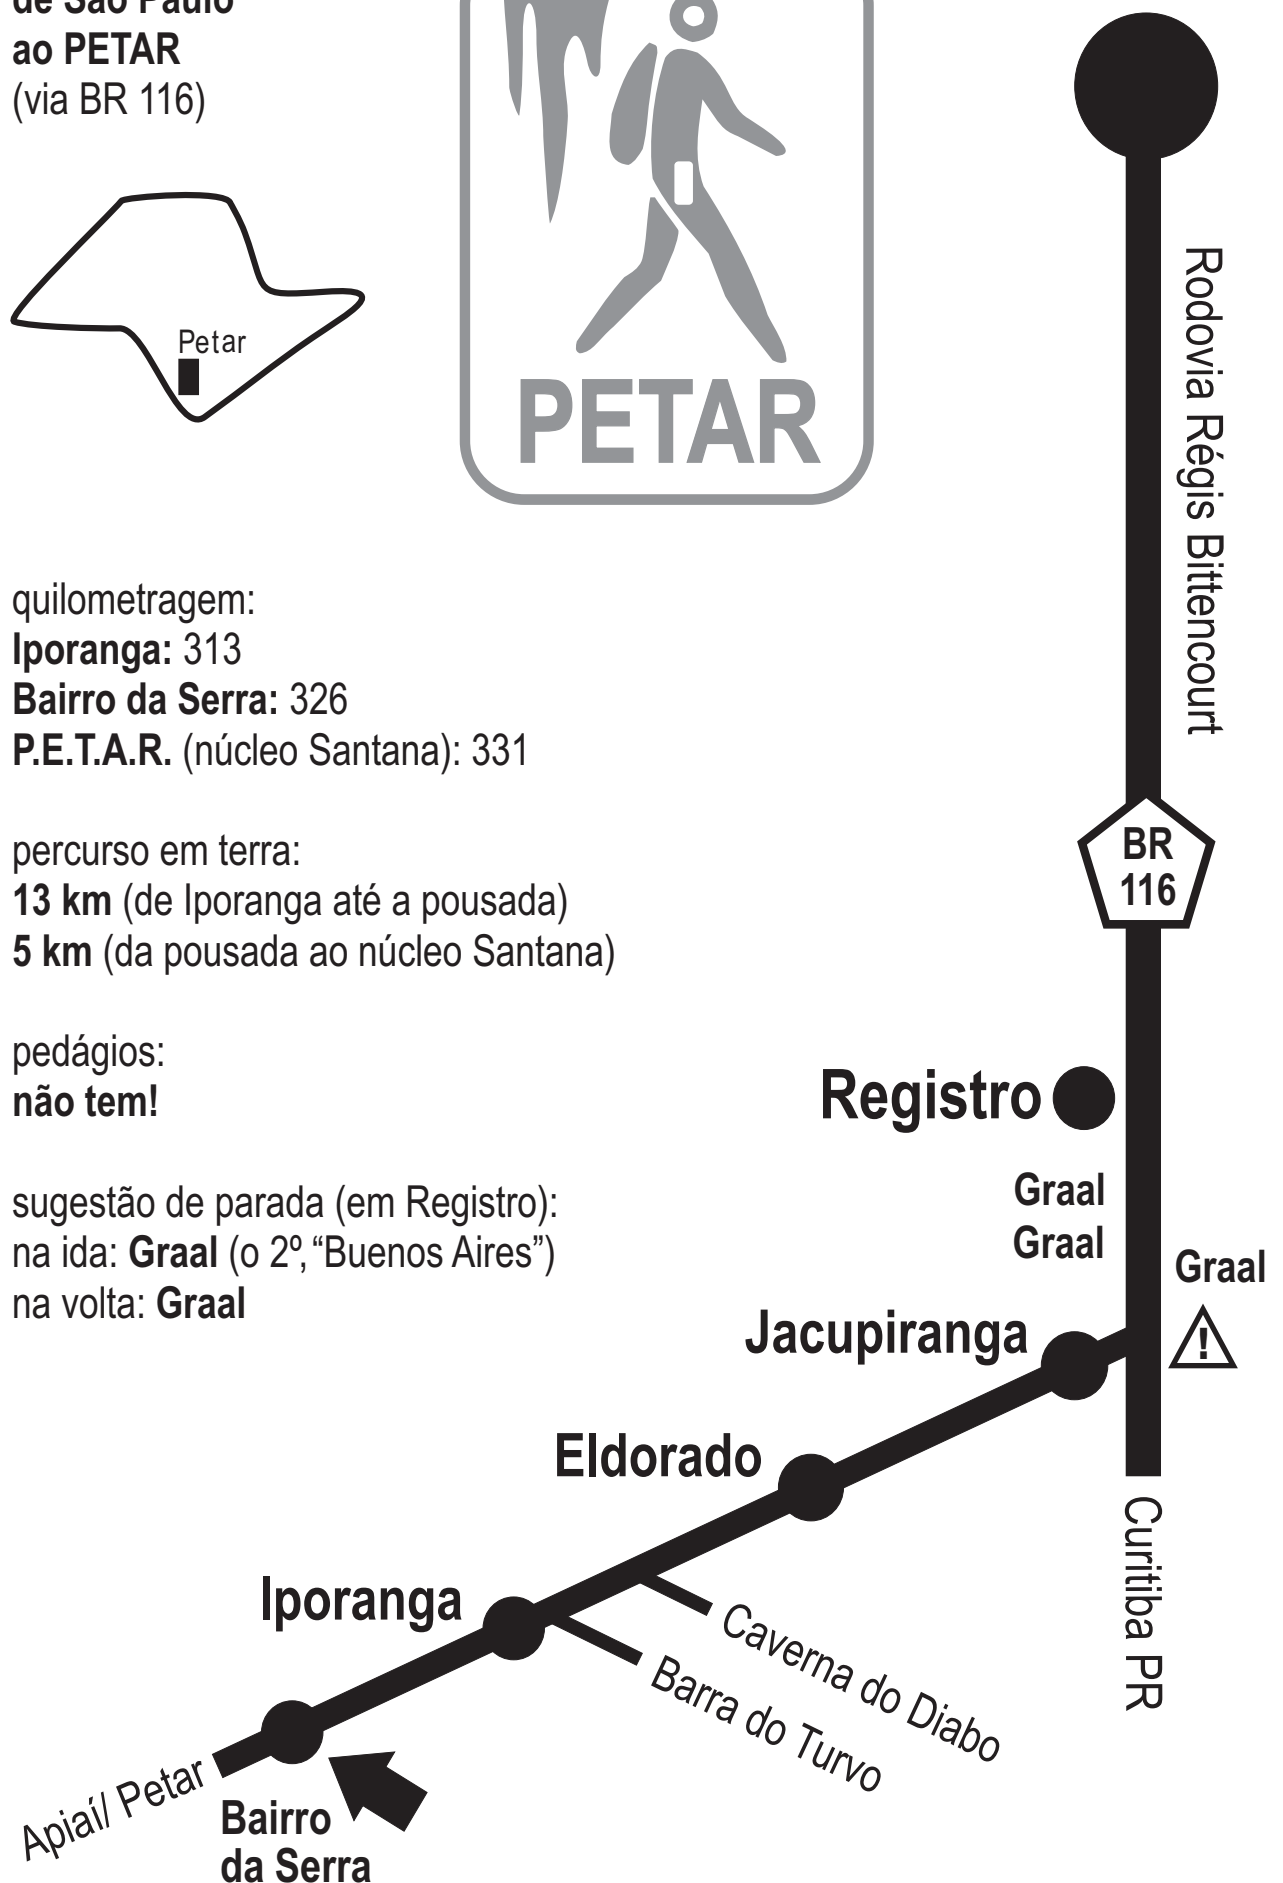 de São Paulo
ao PETAR
(via BR 116)
Petar
PETAR
Rodovia Régis Bittencourt
quilometragem:
Iporanga: 313
Bairro da Serra: 326
P.E.T.A.R. (núcleo Santana): 331
percurso em terra:
13 km (de Iporanga até a pousada)
5 km (da pousada ao núcleo Santana)
pedágios:
não tem!
sugestão de parada (em Registro):
na ida: Graal (o 2º, “Buenos Aires”)
na volta: Graal
BR
116
Registro
Graal
Graal
Graal
!
Jacupiranga
Eldorado
Iporanga
Curitiba PR
Caverna do Diabo
Barra do Turvo
Apiaí/ Petar
Bairro
da Serra